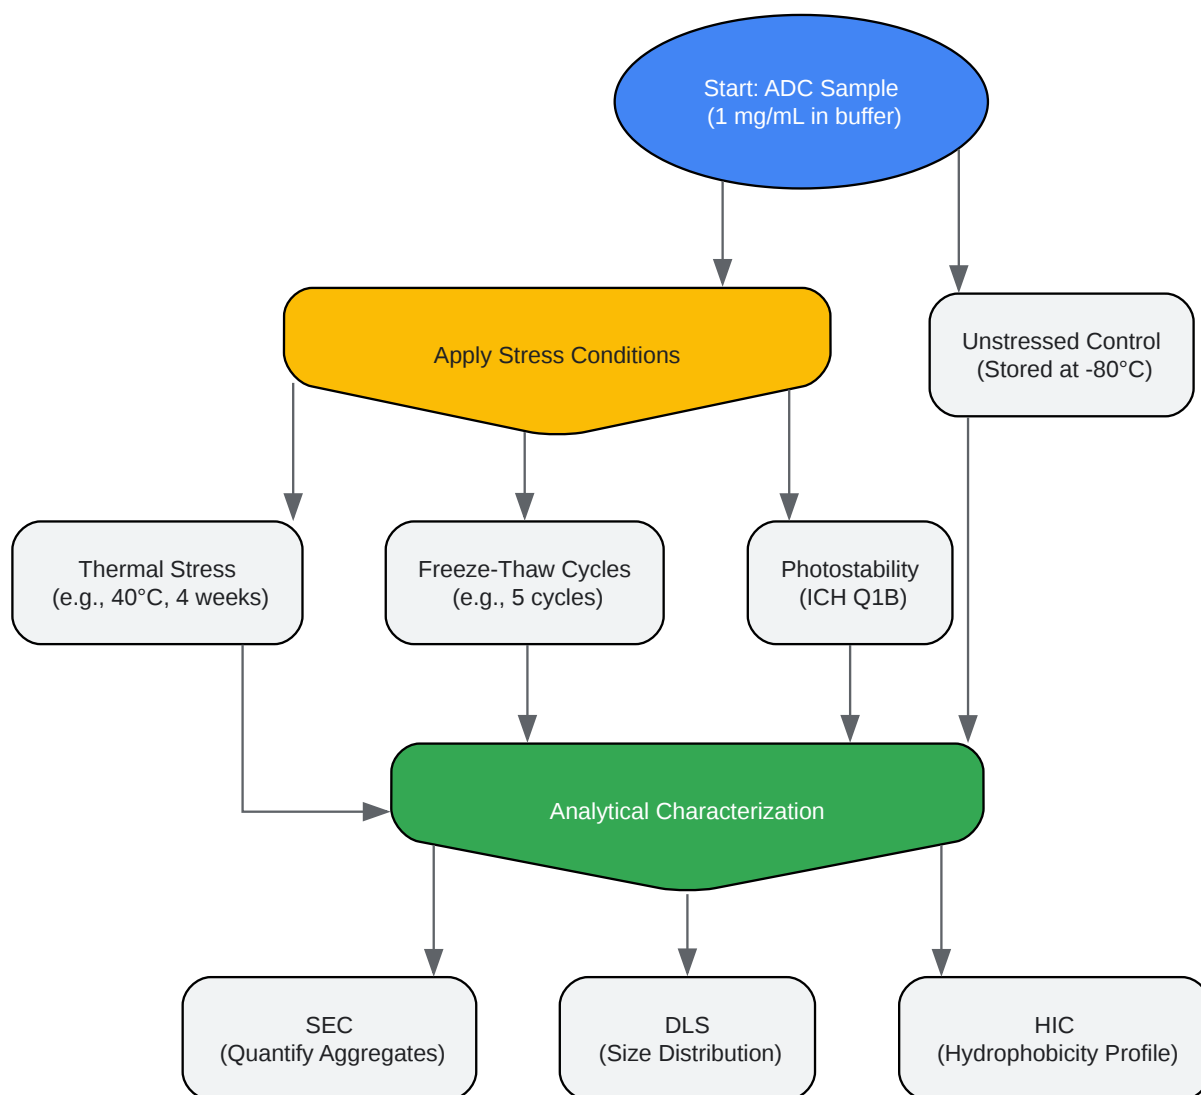 Start: ADC Sample
(1 mg/mL in buffer)
Apply Stress Conditions
Unstressed Control
(Stored at -80°C)
Thermal Stress
(e.g., 40°C, 4 weeks)
Freeze-Thaw Cycles
(e.g., 5 cycles)
Photostability
(ICH Q1B)
Analytical Characterization
SEC
(Quantify Aggregates)
DLS
(Size Distribution)
HIC
(Hydrophobicity Profile)